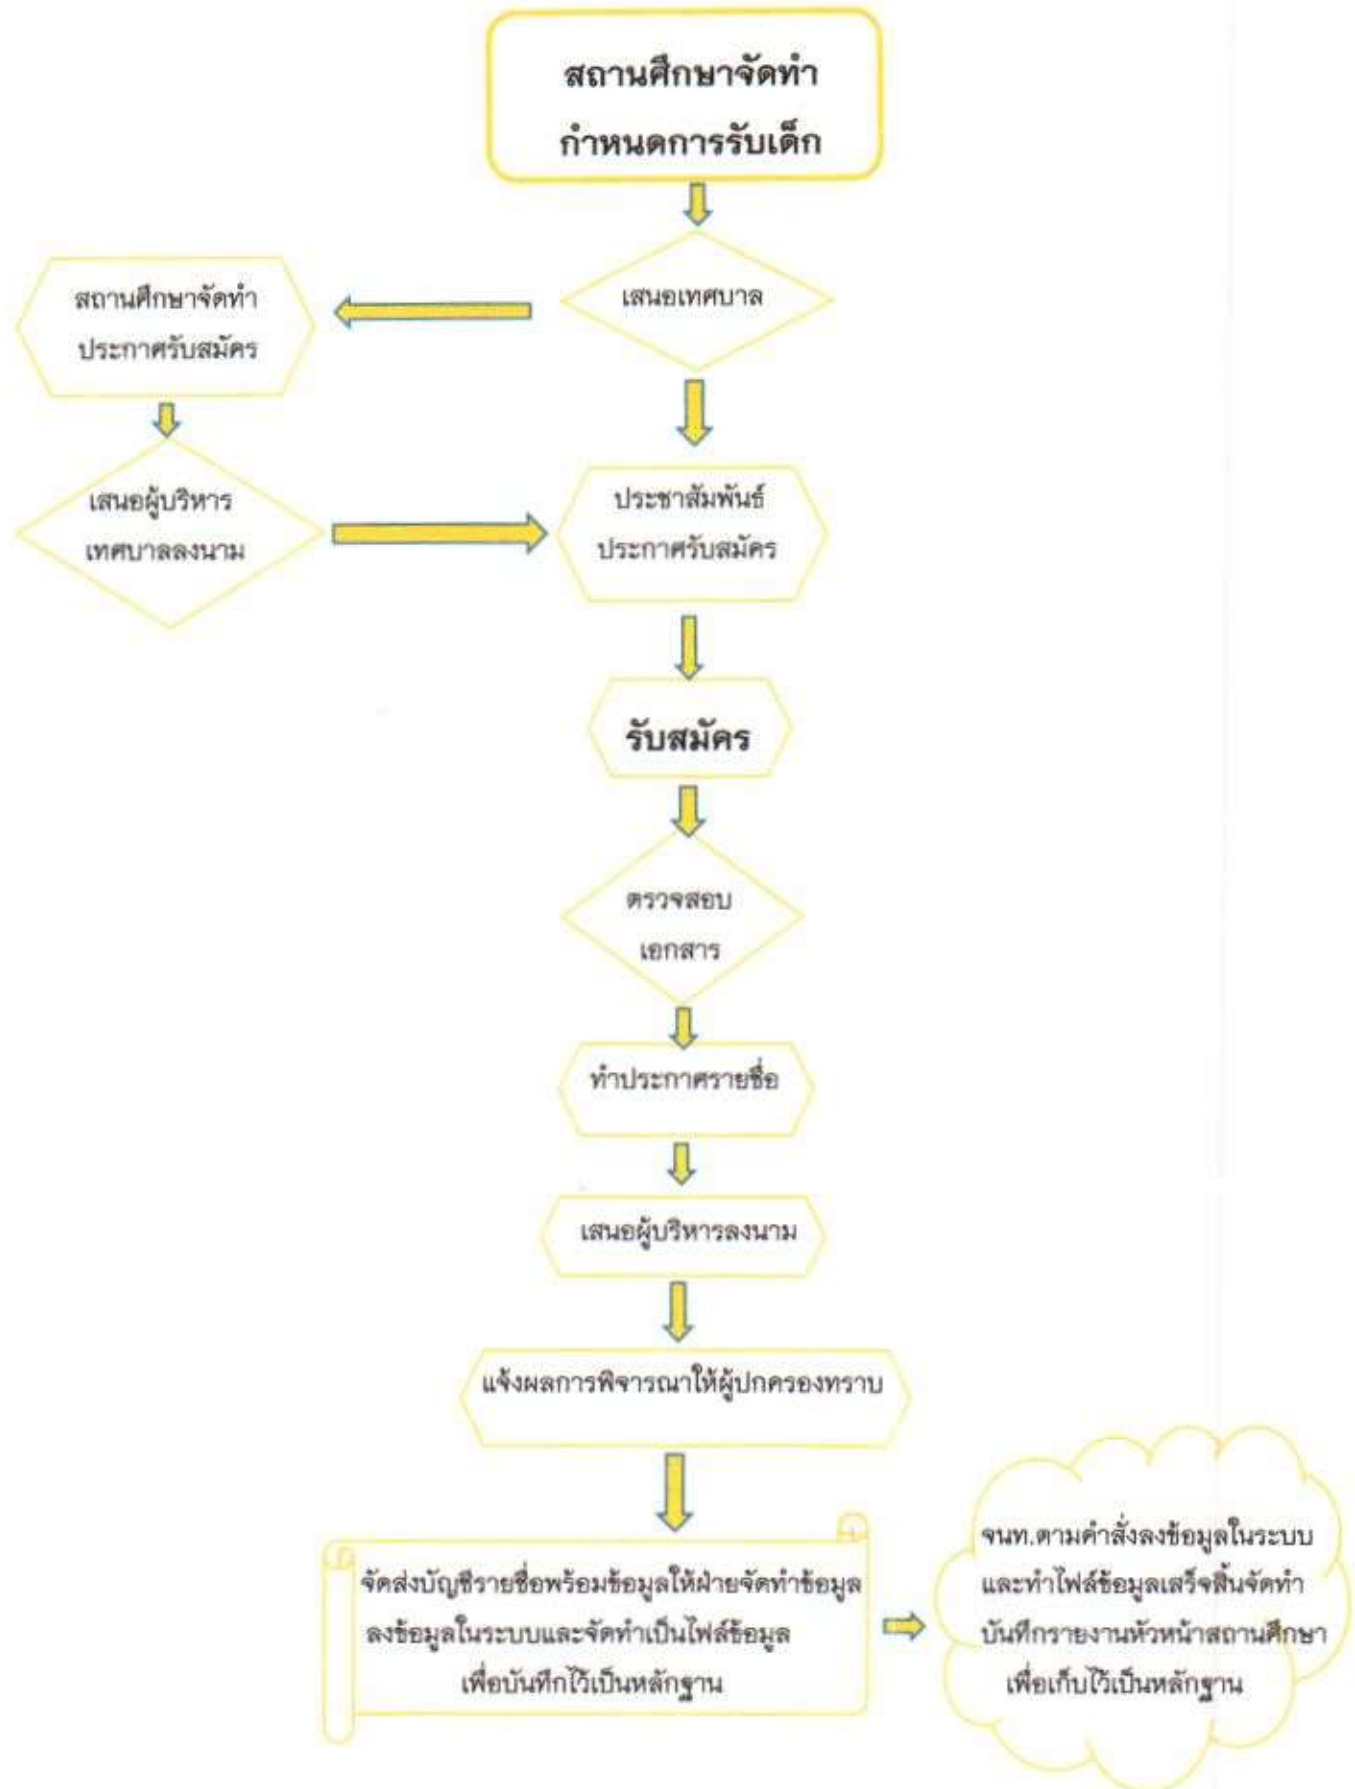 สถานศึกษาจัดทำ
กำหนดการรับเด็ก
เสนอเทศบาล
สถานศึกษาจัดทำ
ประกาศรับสมัคร
เสนอผู้บริหาร
เทศบาลลงนาม
ประชาสัมพันธ์
ประกาศรับสมัคร
รับสมัคร
ตรวจสอบ
เอกสาร
ทำประกาศรายชื่อ
เสนอผู้บริหารลงนาม
แจ้งผลการพิจารณาให้ผู้ปกครองทราบ
จัดส่งบัญชีรายชื่อพร้อมข้อมูลให้ฝ่ายจัดทำข้อมูล
ลงข้อมูลในระบบและจัดทำเป็นไฟล์ข้อมูล
เพื่อบันทึกไว้เป็นหลักฐาน
จนท.ตามคำสั่งลงข้อมูลในระบบ
และทำไฟล์ข้อมูลเสร็จสิ้นจัดทำ
บันทึกรายงานหัวหน้าสถานศึกษา
เพื่อเก็บไว้เป็นหลักฐาน